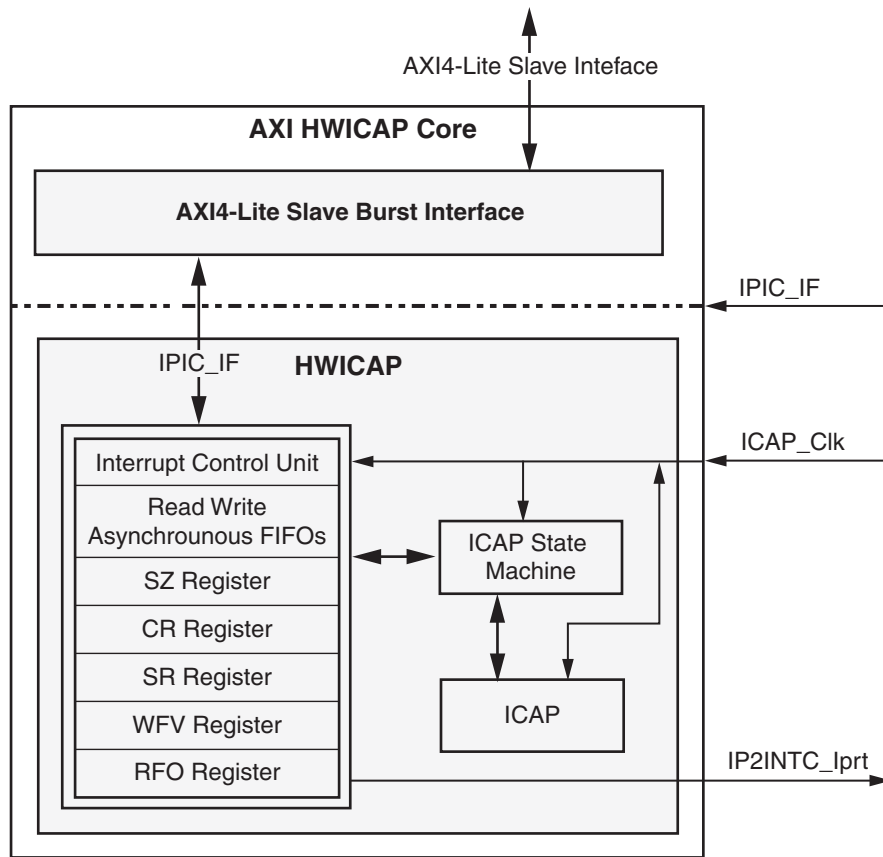 AXI4-Lite Slave Inteface
AXI HWICAP Core
AXI4-Lite Slave Burst Interface
IPIC_IF
IPIC_IF
HWICAP
ICAP_Clk
Interrupt Control Unit
Read Write
Asynchrounous FIFOs
ICAP State
Machine
SZ Register
CR Register
SR Register
ICAP
WFV Register
RFO Register
IP2INTC_Iprt